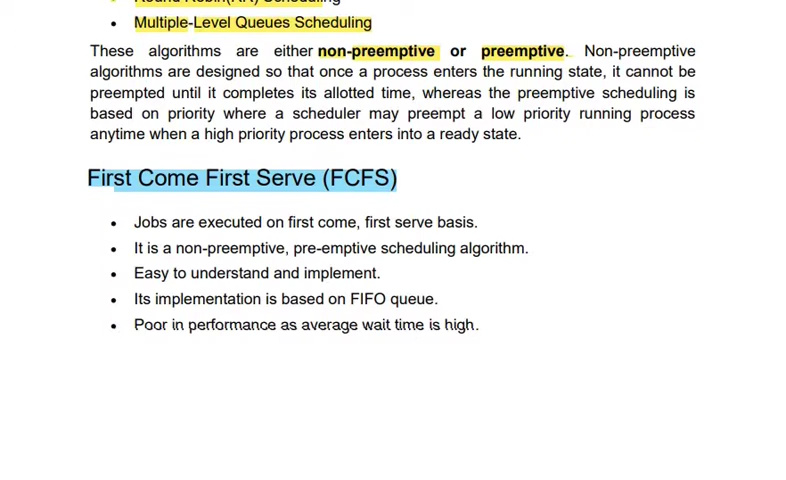 Round Robin(RR) Scheduling
• Multiple-Level Queues Scheduling
These algorithms are either non-preemptive or preemptive. Non-preemptive
algorithms are designed so that once a process enters the running state, it cannot be
preempted until it completes its allotted time, whereas the preemptive scheduling is
based on priority where a scheduler may preempt a low priority running process
anytime when a high priority process enters into a ready state.
First Come First Serve (FCFS)
• Jobs are executed on first come, first serve basis.
• It is a non-preemptive, pre-emptive scheduling algorithm.
• Easy to understand and implement.
• Its implementation is based on FIFO queue.
• Poor in performance as average wait time is high.